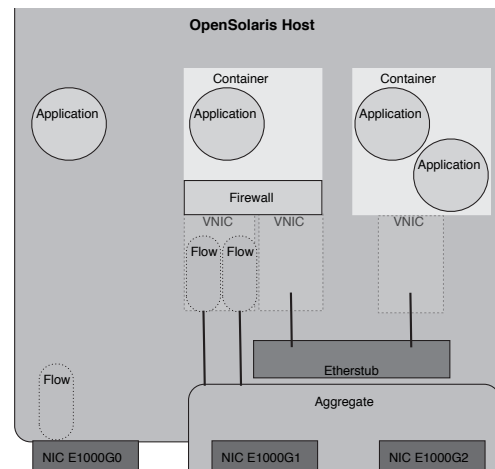 OpenSolaris Host
Container
Container
Application
Application
Application
Application
Firewall
VNIC
VNIC
VNIC
Flow
Flow
Etherstub
Flow
Aggregate
NIC E1000G0
NIC E1000G1
NIC E1000G2